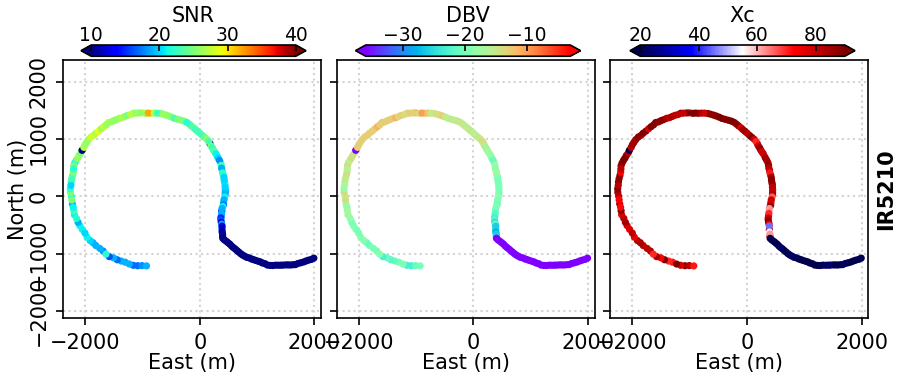 SNR DBV Xc
10 20 30 40 −30 −20 −10 20 40 60 80
2000
1000
0
−1000
−2000
North (m)
−2000 0 2000 −2000 0 2000 −2000 0 2000
East (m) East (m) East (m)
IR5210